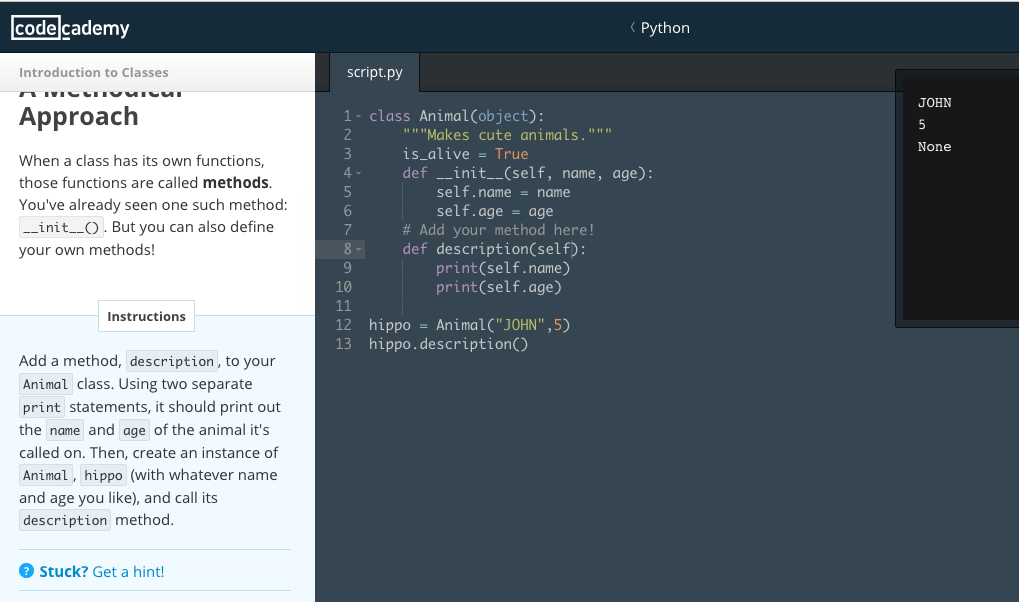 codecademy
〈 Python
Introduction to Classes
script.py
A Methodical
Approach
When a class has its own functions,
those functions are called methods.
You've already seen one such method:
__init__(). But you can also define
your own methods!
Instructions
Add a method, description, to your
Animal class. Using two separate
print statements, it should print out
the name and age of the animal it's
called on. Then, create an instance of
Animal, hippo (with whatever name
and age you like), and call its
description method.
? Stuck? Get a hint!
1 class Animal(object):
2     """Makes cute animals."""
3     is_alive = True
4     def __init__(self, name, age):
5         self.name = name
6         self.age = age
7     # Add your method here!
8     def description(self):
9         print(self.name)
10         print(self.age)
11
12 hippo = Animal("JOHN",5)
13 hippo.description()
JOHN
5
None